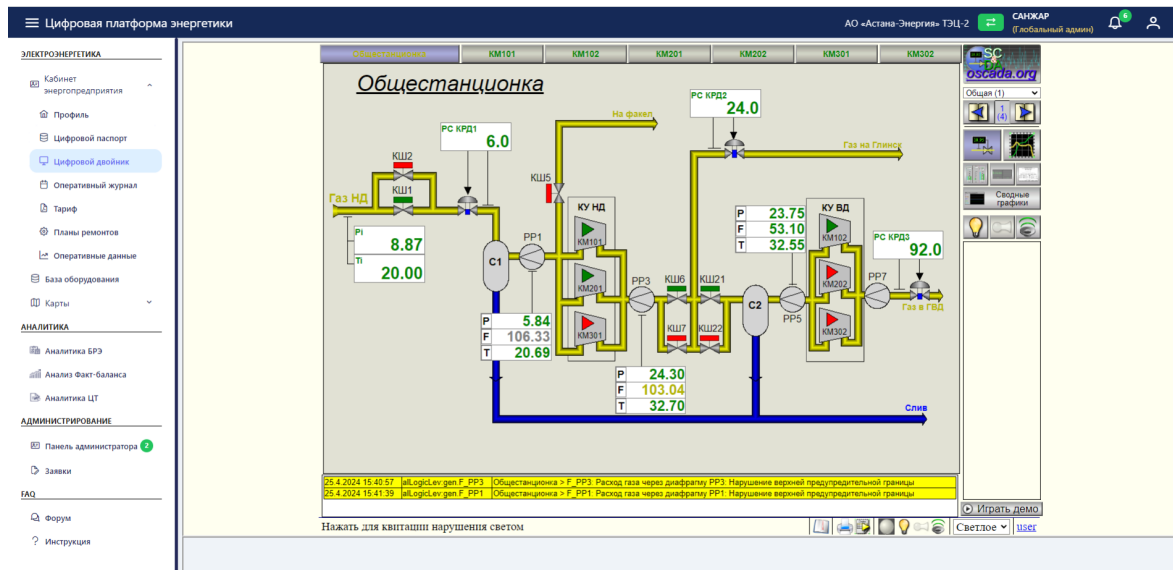 Цифровая платформа энергетики
АО «Астана-Энергия» ТЭЦ-2
САНЖАР
(Глобальный админ)
6
ЭЛЕКТРОЭНЕРГЕТИКА
Кабинет
энергопредприятия
Профиль
Цифровой паспорт
Цифровой двойник
Оперативный журнал
Тариф
Планы ремонтов
Оперативные данные
База оборудования
Карты
АНАЛИТИКА
Аналитика БРЭ
Анализ Факт-баланса
Аналитика ЦТ
АДМИНИСТРИРОВАНИЕ
Панель администратора 2
Заявки
FAQ
Форум
Инструкция
Общестанционка
КМ101
КМ102
КМ201
КМ202
КМ301
КМ302
Общестанционка
На факел
РС КРД2
24.0
РС КРД1
6.0
Газ на Глинск
КШ2
КШ1
КШ5
Газ НД
Pi
8.87
Ti
20.00
С1
РР1
КУ НД
КМ101
КМ201
КМ301
P 5.84
F 106.33
T 20.69
РР3
КШ6
КШ21
КШ7
КШ22
P 24.30
F 103.04
T 32.70
P 23.75
F 53.10
T 32.55
С2
РР5
КУ ВД
КМ102
КМ202
КМ302
РС КРД3
92.0
РР7
Газ в ГВД
Слив
25.4.2024 15:40:57 alLogicLev:gen:F_PP3 Общестанционка > F_PP3: Расход газа через диафрагму PP3: Нарушение верхней предупредительной границы
25.4.2024 15:41:39 alLogicLev:gen:F_PP1 Общестанционка > F_PP1: Расход газа через диафрагму PP1: Нарушение верхней предупредительной границы
Нажать для квитации нарушения светом
SC
DA
oscada.org
Общая (1)
1
(4)
Сводные
графики
Играть демо
Светлое
user